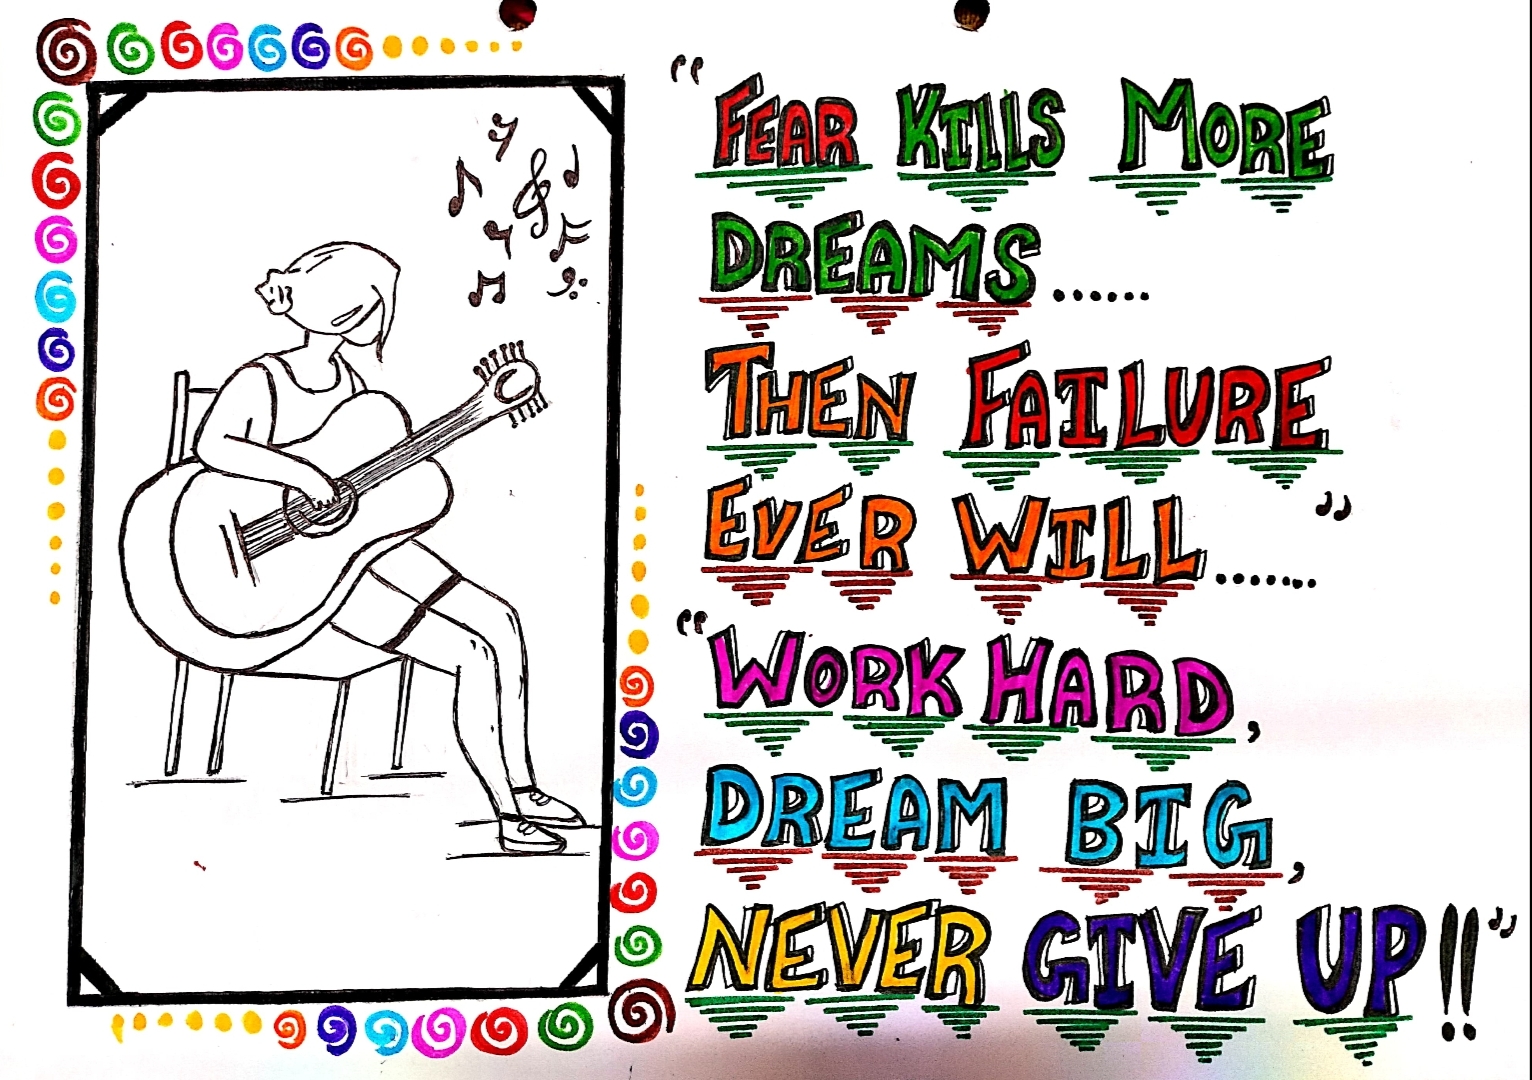 “FEAR KILLS MORE
DREAMS.......
THEN FAILURE
EVER WILL.......”
“WORK HARD,
DREAM BIG,
NEVER GIVE UP!!”